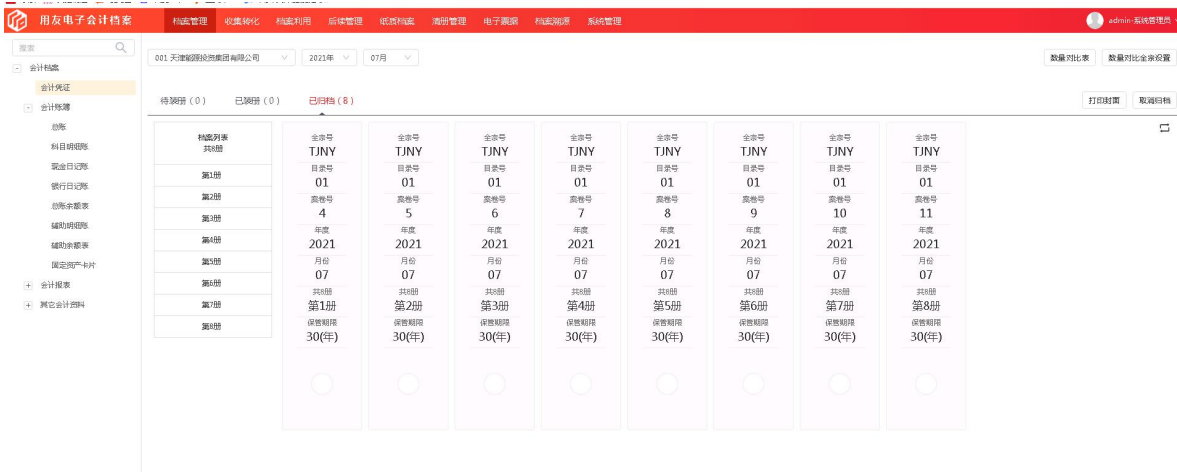 用友电子会计档案
档案管理 收集转化 档案利用 后续管理 纸质档案 清册管理 电子票据 档案溯源 系统管理
admin-系统管理员
搜索
会计档案
会计凭证
会计账簿
总账
科目明细账
现金日记账
银行日记账
总账余额表
辅助明细账
辅助余额表
固定资产卡片
会计报表
其它会计资料
001 天津能源投资集团有限公司 2021年 07月
数量对比表 数量对比全宗设置
待装册 ( 0 ) 已装册 ( 0 ) 已归档 ( 8 )
打印封面 取消归档
档案列表
共8册
第1册
第2册
第3册
第4册
第5册
第6册
第7册
第8册
全宗号 全宗号 全宗号 全宗号 全宗号 全宗号 全宗号 全宗号
TJNY TJNY TJNY TJNY TJNY TJNY TJNY TJNY
目录号 目录号 目录号 目录号 目录号 目录号 目录号 目录号
01 01 01 01 01 01 01 01
案卷号 案卷号 案卷号 案卷号 案卷号 案卷号 案卷号 案卷号
4 5 6 7 8 9 10 11
年度 年度 年度 年度 年度 年度 年度 年度
2021 2021 2021 2021 2021 2021 2021 2021
月份 月份 月份 月份 月份 月份 月份 月份
07 07 07 07 07 07 07 07
共8册 共8册 共8册 共8册 共8册 共8册 共8册 共8册
第1册 第2册 第3册 第4册 第5册 第6册 第7册 第8册
保管期限 保管期限 保管期限 保管期限 保管期限 保管期限 保管期限 保管期限
30(年) 30(年) 30(年) 30(年) 30(年) 30(年) 30(年) 30(年)